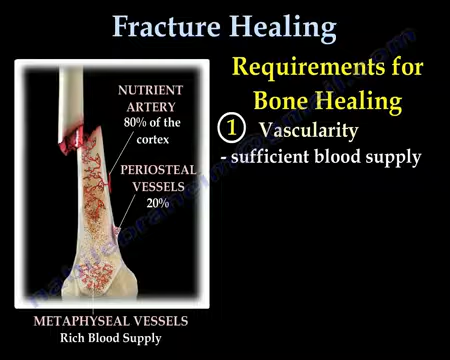 Fracture Healing
Requirements for
Bone Healing
1 Vascularity
- sufficient blood supply
NUTRIENT
ARTERY
80% of the
cortex
PERIOSTEAL
VESSELS
20%
METAPHYSEAL VESSELS
Rich Blood Supply